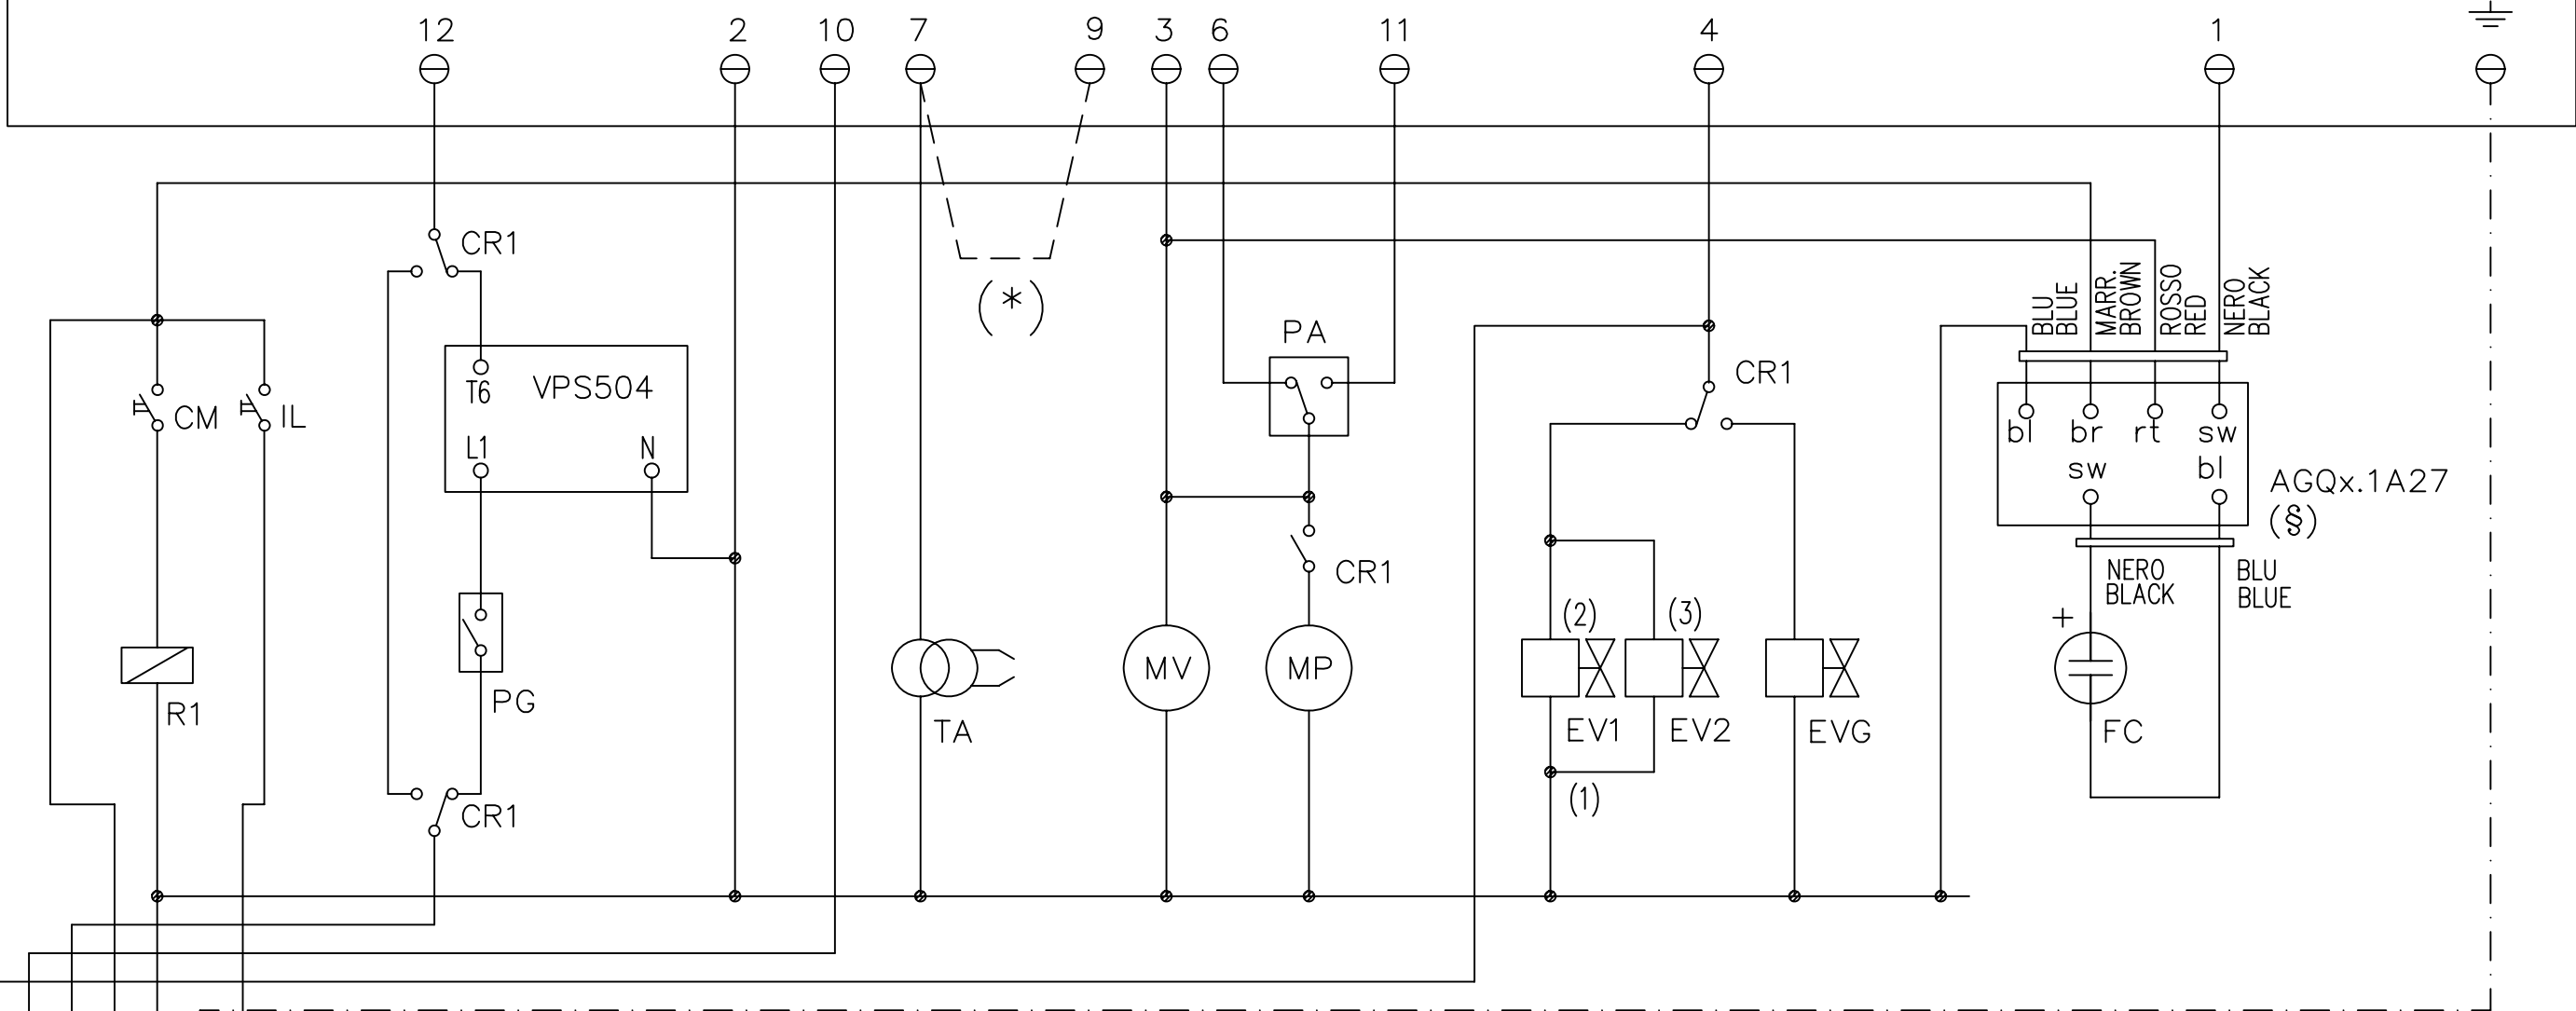 12 2 10 7 9 3 6 11 4 1
CR1
(*)
PA
CR1
BLU
BLUE
MARR.
BROWN
ROSSO
RED
NERO
BLACK
T6 VPS504
L1 N
CM IL
bl br rt sw
sw bl
AGQx.1A27
(§)
CR1
NERO
BLACK
BLU
BLUE
(2) (3)
+
MV MP
R1 PG TA EV1 EV2 EVG FC
CR1
(1)